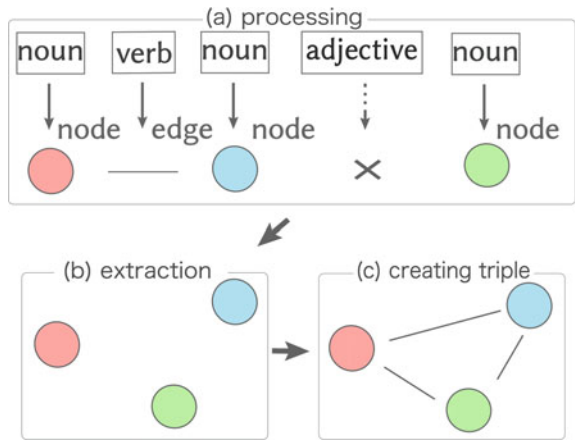 (a) processing
noun verb noun adjective noun
node edge node node
(b) extraction
(c) creating triple